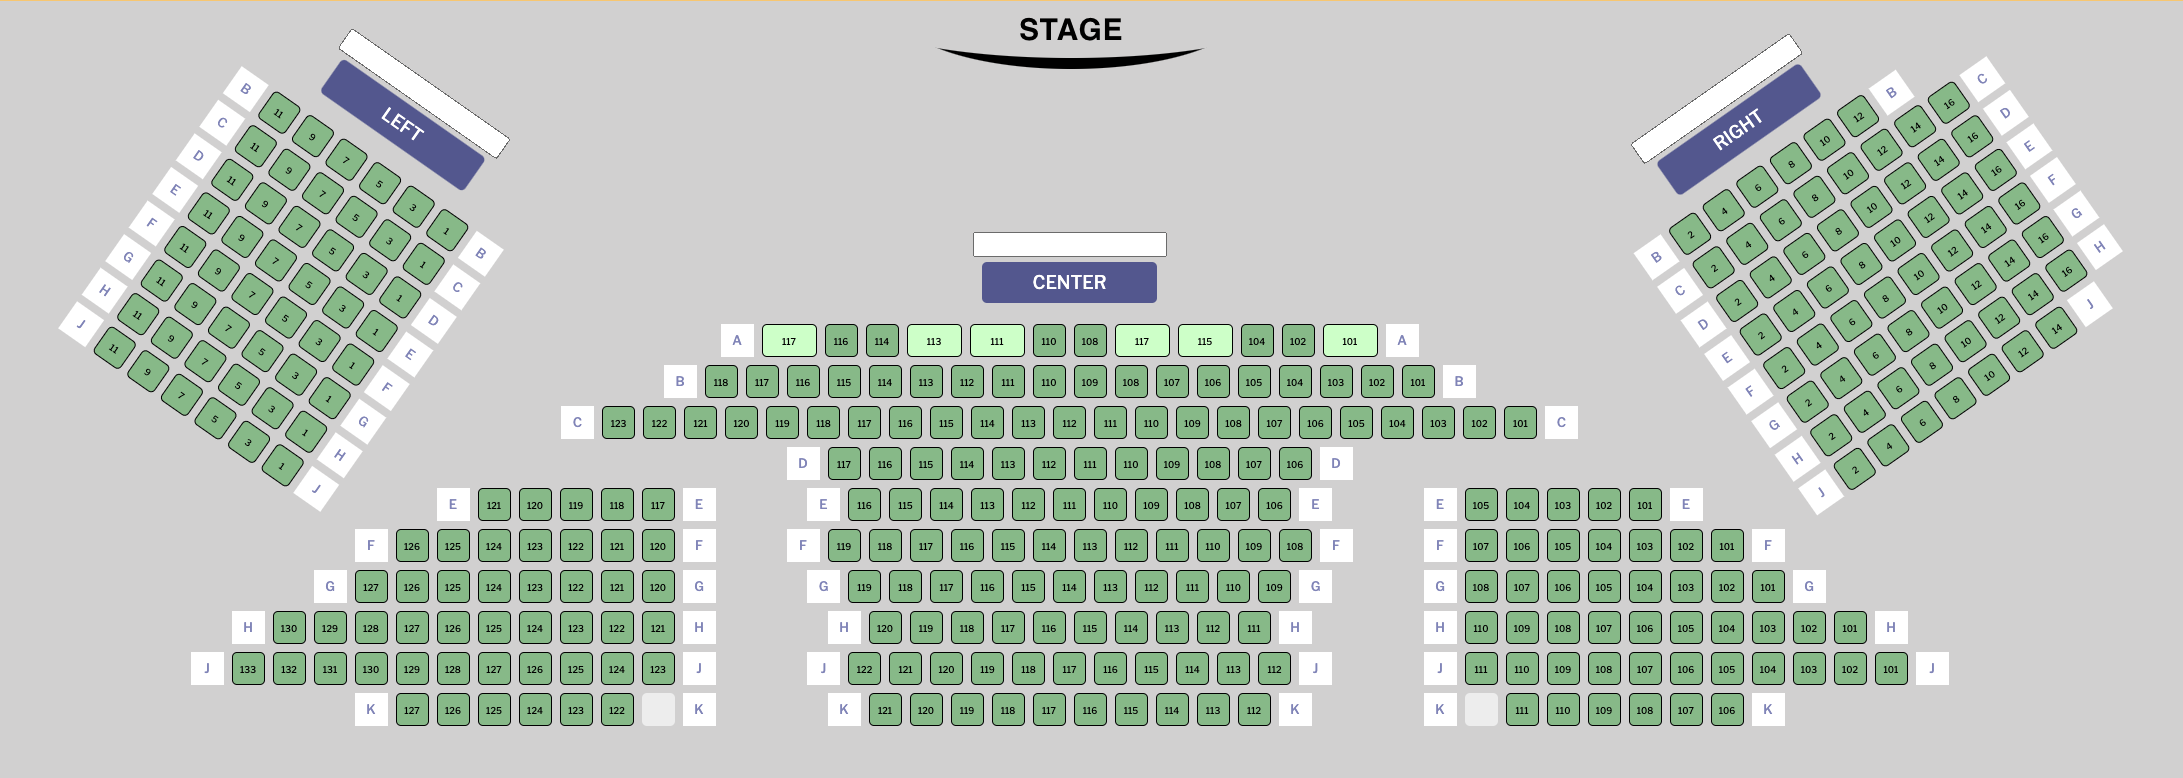 STAGE
LEFT
B 11 9 7 5 3 1 B
C 11 9 7 5 3 1 C
D 11 9 7 5 3 1 D
E 11 9 7 5 3 1 E
F 11 9 7 5 3 1 F
G 11 9 7 5 3 1 G
H 11 9 7 5 3 1 H
J 11 9 7 5 3 1 J
RIGHT
B 2 4 6 8 10 12 B
C 2 4 6 8 10 12 14 16 C
D 2 4 6 8 10 12 14 16 D
E 2 4 6 8 10 12 14 16 E
F 2 4 6 8 10 12 14 16 F
G 2 4 6 8 10 12 14 16 G
H 2 4 6 8 10 12 14 16 H
J 2 4 6 8 10 12 14 J
CENTER
A 117 116 114 113 111 110 108 117 115 104 102 101 A
B 118 117 116 115 114 113 112 111 110 109 108 107 106 105 104 103 102 101 B
C 123 122 121 120 119 118 117 116 115 114 113 112 111 110 109 108 107 106 105 104 103 102 101 C
D 117 116 115 114 113 112 111 110 109 108 107 106 D
E 121 120 119 118 117 E E 116 115 114 113 112 111 110 109 108 107 106 E E 105 104 103 102 101 E
F 126 125 124 123 122 121 120 F F 119 118 117 116 115 114 113 112 111 110 109 108 F F 107 106 105 104 103 102 101 F
G 127 126 125 124 123 122 121 120 G G 119 118 117 116 115 114 113 112 111 110 109 G G 108 107 106 105 104 103 102 101 G
H 130 129 128 127 126 125 124 123 122 121 H H 120 119 118 117 116 115 114 113 112 111 H H 110 109 108 107 106 105 104 103 102 101 H
J 133 132 131 130 129 128 127 126 125 124 123 J J 122 121 120 119 118 117 116 115 114 113 112 J J 111 110 109 108 107 106 105 104 103 102 101 J
K 127 126 125 124 123 122 K K 121 120 119 118 117 116 115 114 113 112 K K 111 110 109 108 107 106 K